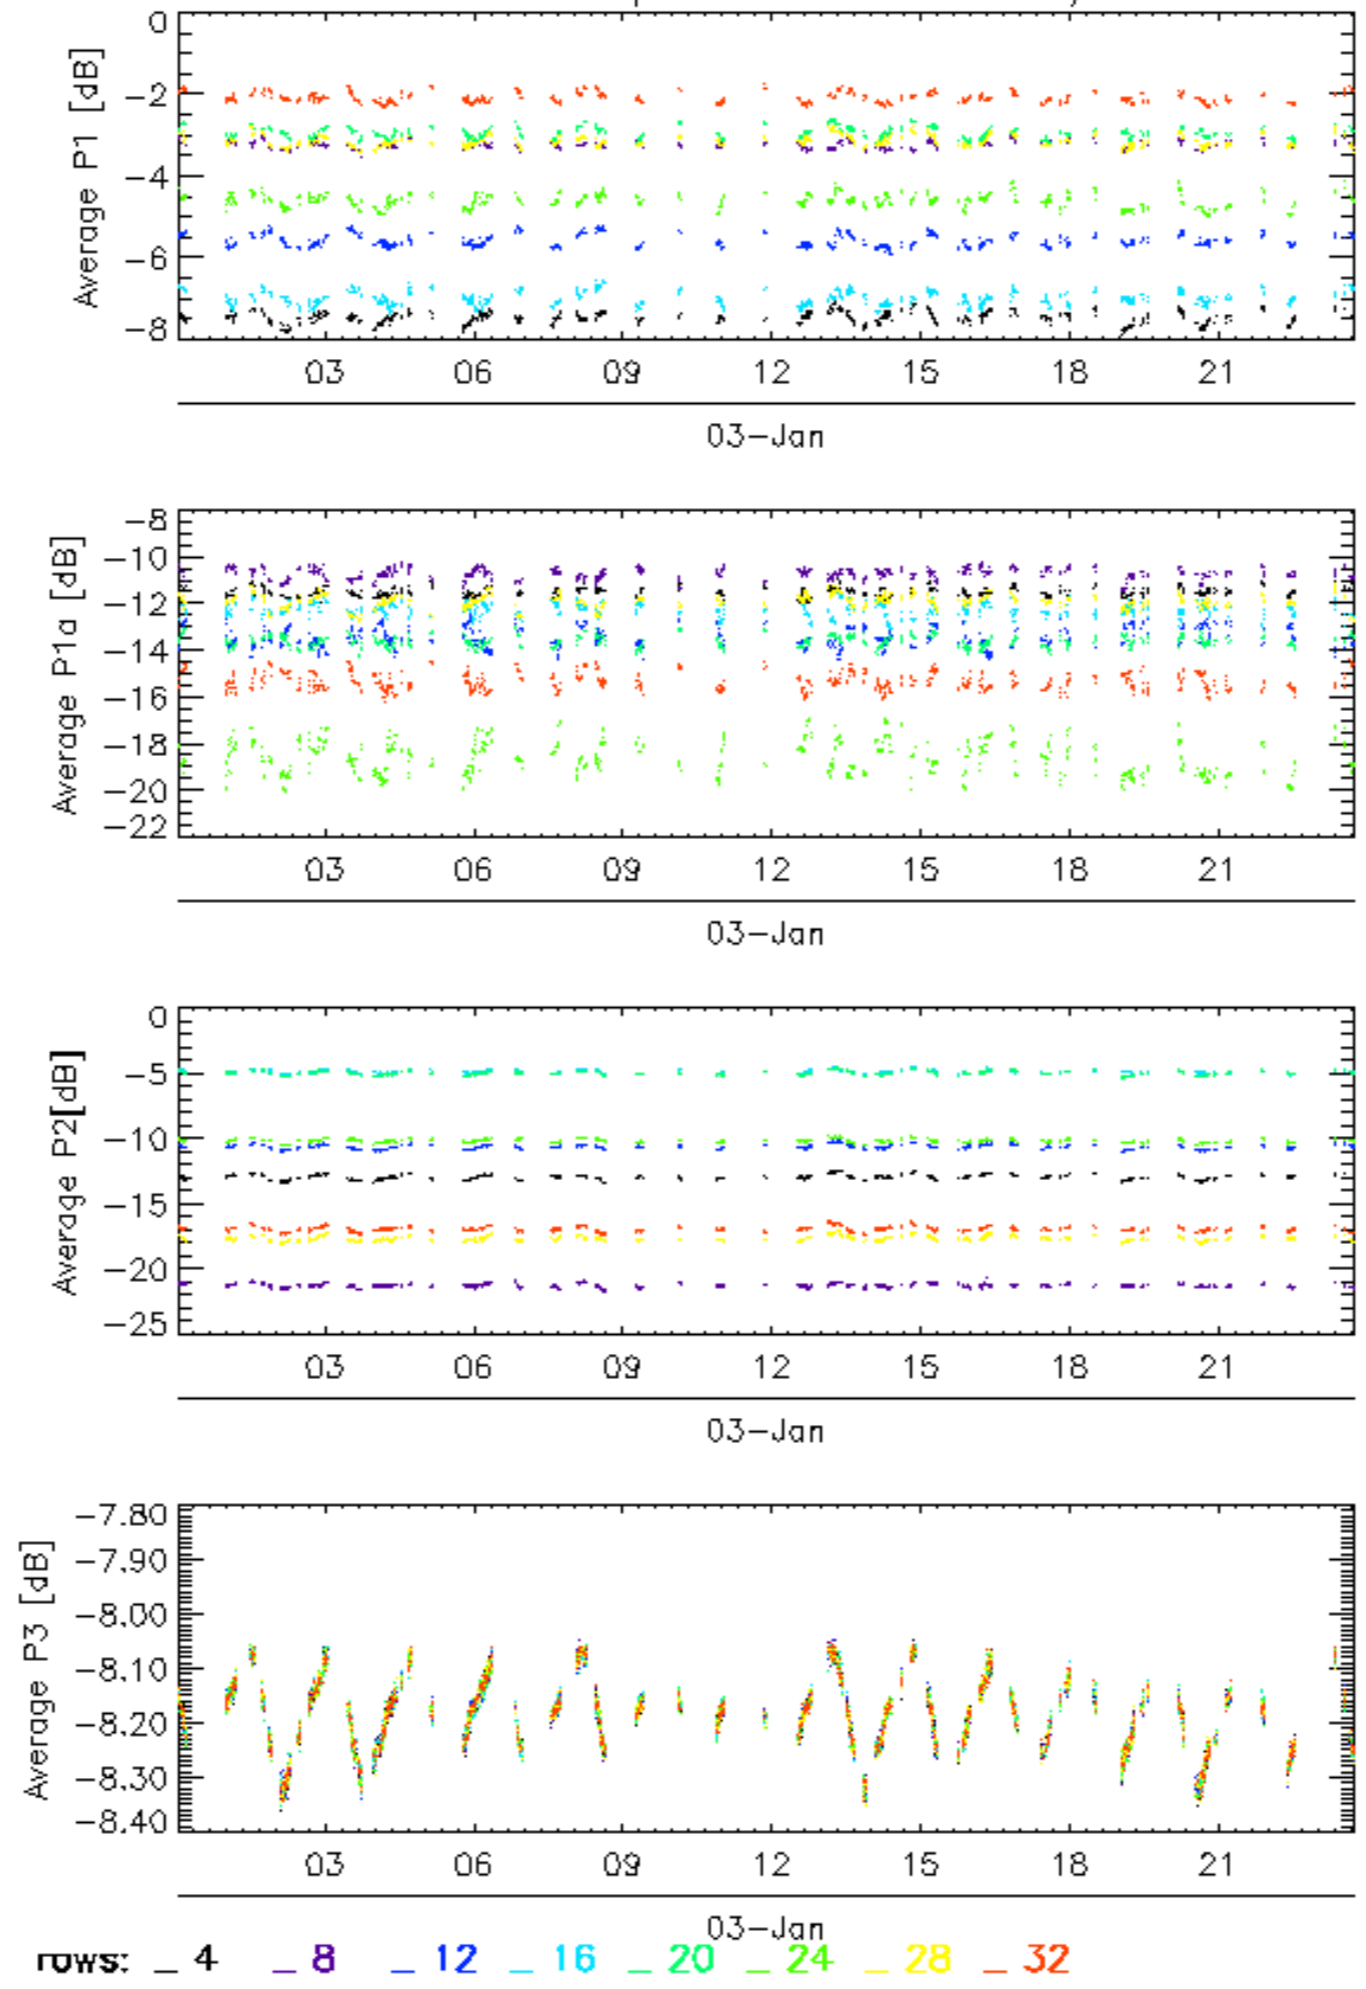 0
−2
−4
−6
−8
Average P1 [dB]
03 06 09 12 15 18 21
03−Jan
−8
−10
−12
−14
−16
−18
−20
−22
Average P1a [dB]
03 06 09 12 15 18 21
03−Jan
0
−5
−10
−15
−20
−25
Average P2[dB]
03 06 09 12 15 18 21
03−Jan
−7.80
−7.90
−8.00
−8.10
−8.20
−8.30
−8.40
Average P3 [dB]
03 06 09 12 15 18 21
03−Jan
rows: _ 4 _ 8 _ 12 _ 16 _ 20 _ 24 _ 28 _ 32